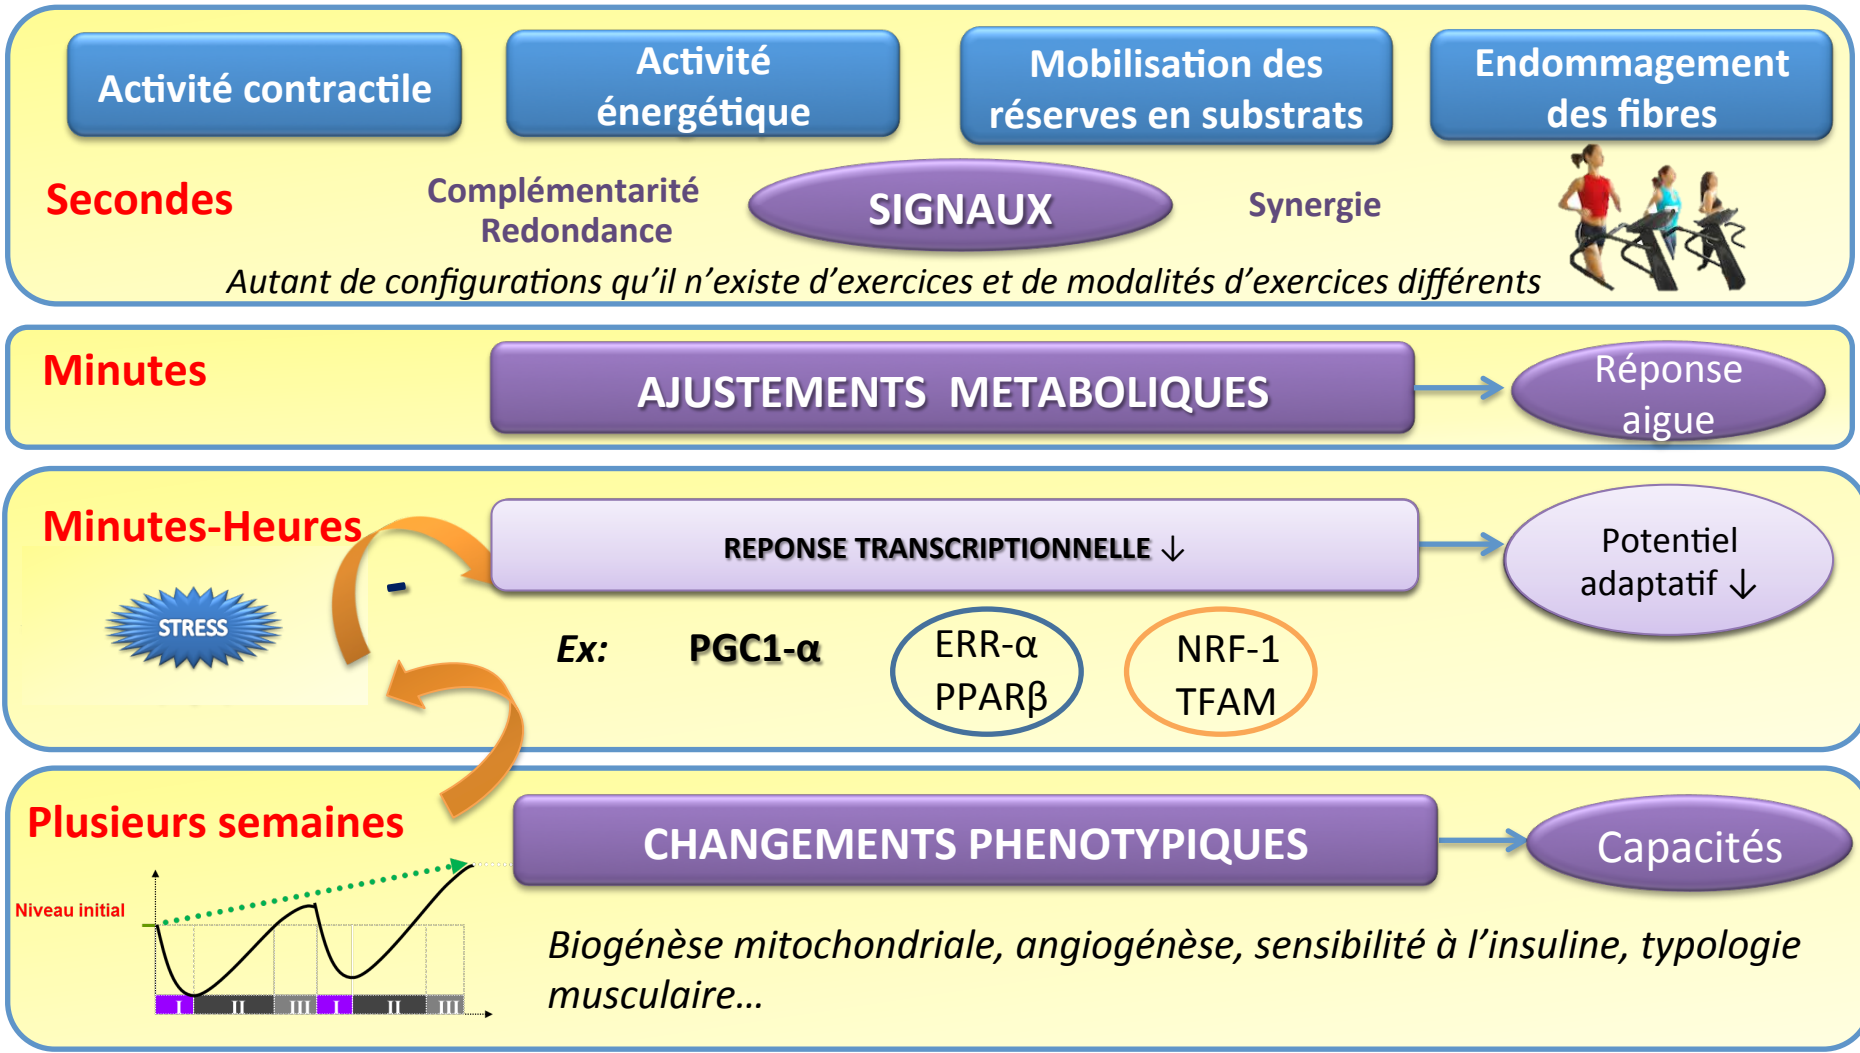 Activité contractile
Activité
énergétique
Mobilisation des
réserves en substrats
Endommagement
des fibres
Secondes
Complémentarité
Redondance
SIGNAUX
Synergie
Autant de configurations qu’il n’existe d’exercices et de modalités d’exercices différents
Minutes
AJUSTEMENTS METABOLIQUES
Réponse
aigue
Minutes-Heures
REPONSE TRANSCRIPTIONNELLE ↓
Potentiel
adaptatif ↓
-
STRESS
Ex:
PGC1-α
ERR-α
PPARβ
NRF-1
TFAM
Plusieurs semaines
CHANGEMENTS PHENOTYPIQUES
Capacités
Niveau initial
I II III I II III
Biogénèse mitochondriale, angiogénèse, sensibilité à l’insuline, typologie
musculaire…